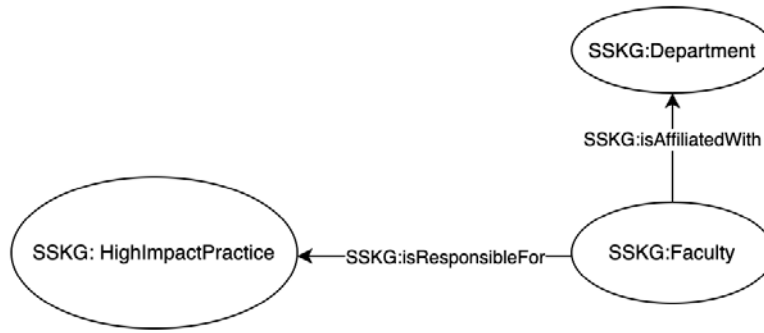 SSKG:Department
SSKG:isAffiliatedWith
SSKG: HighImpactPractice
SSKG:isResponsibleFor
SSKG:Faculty